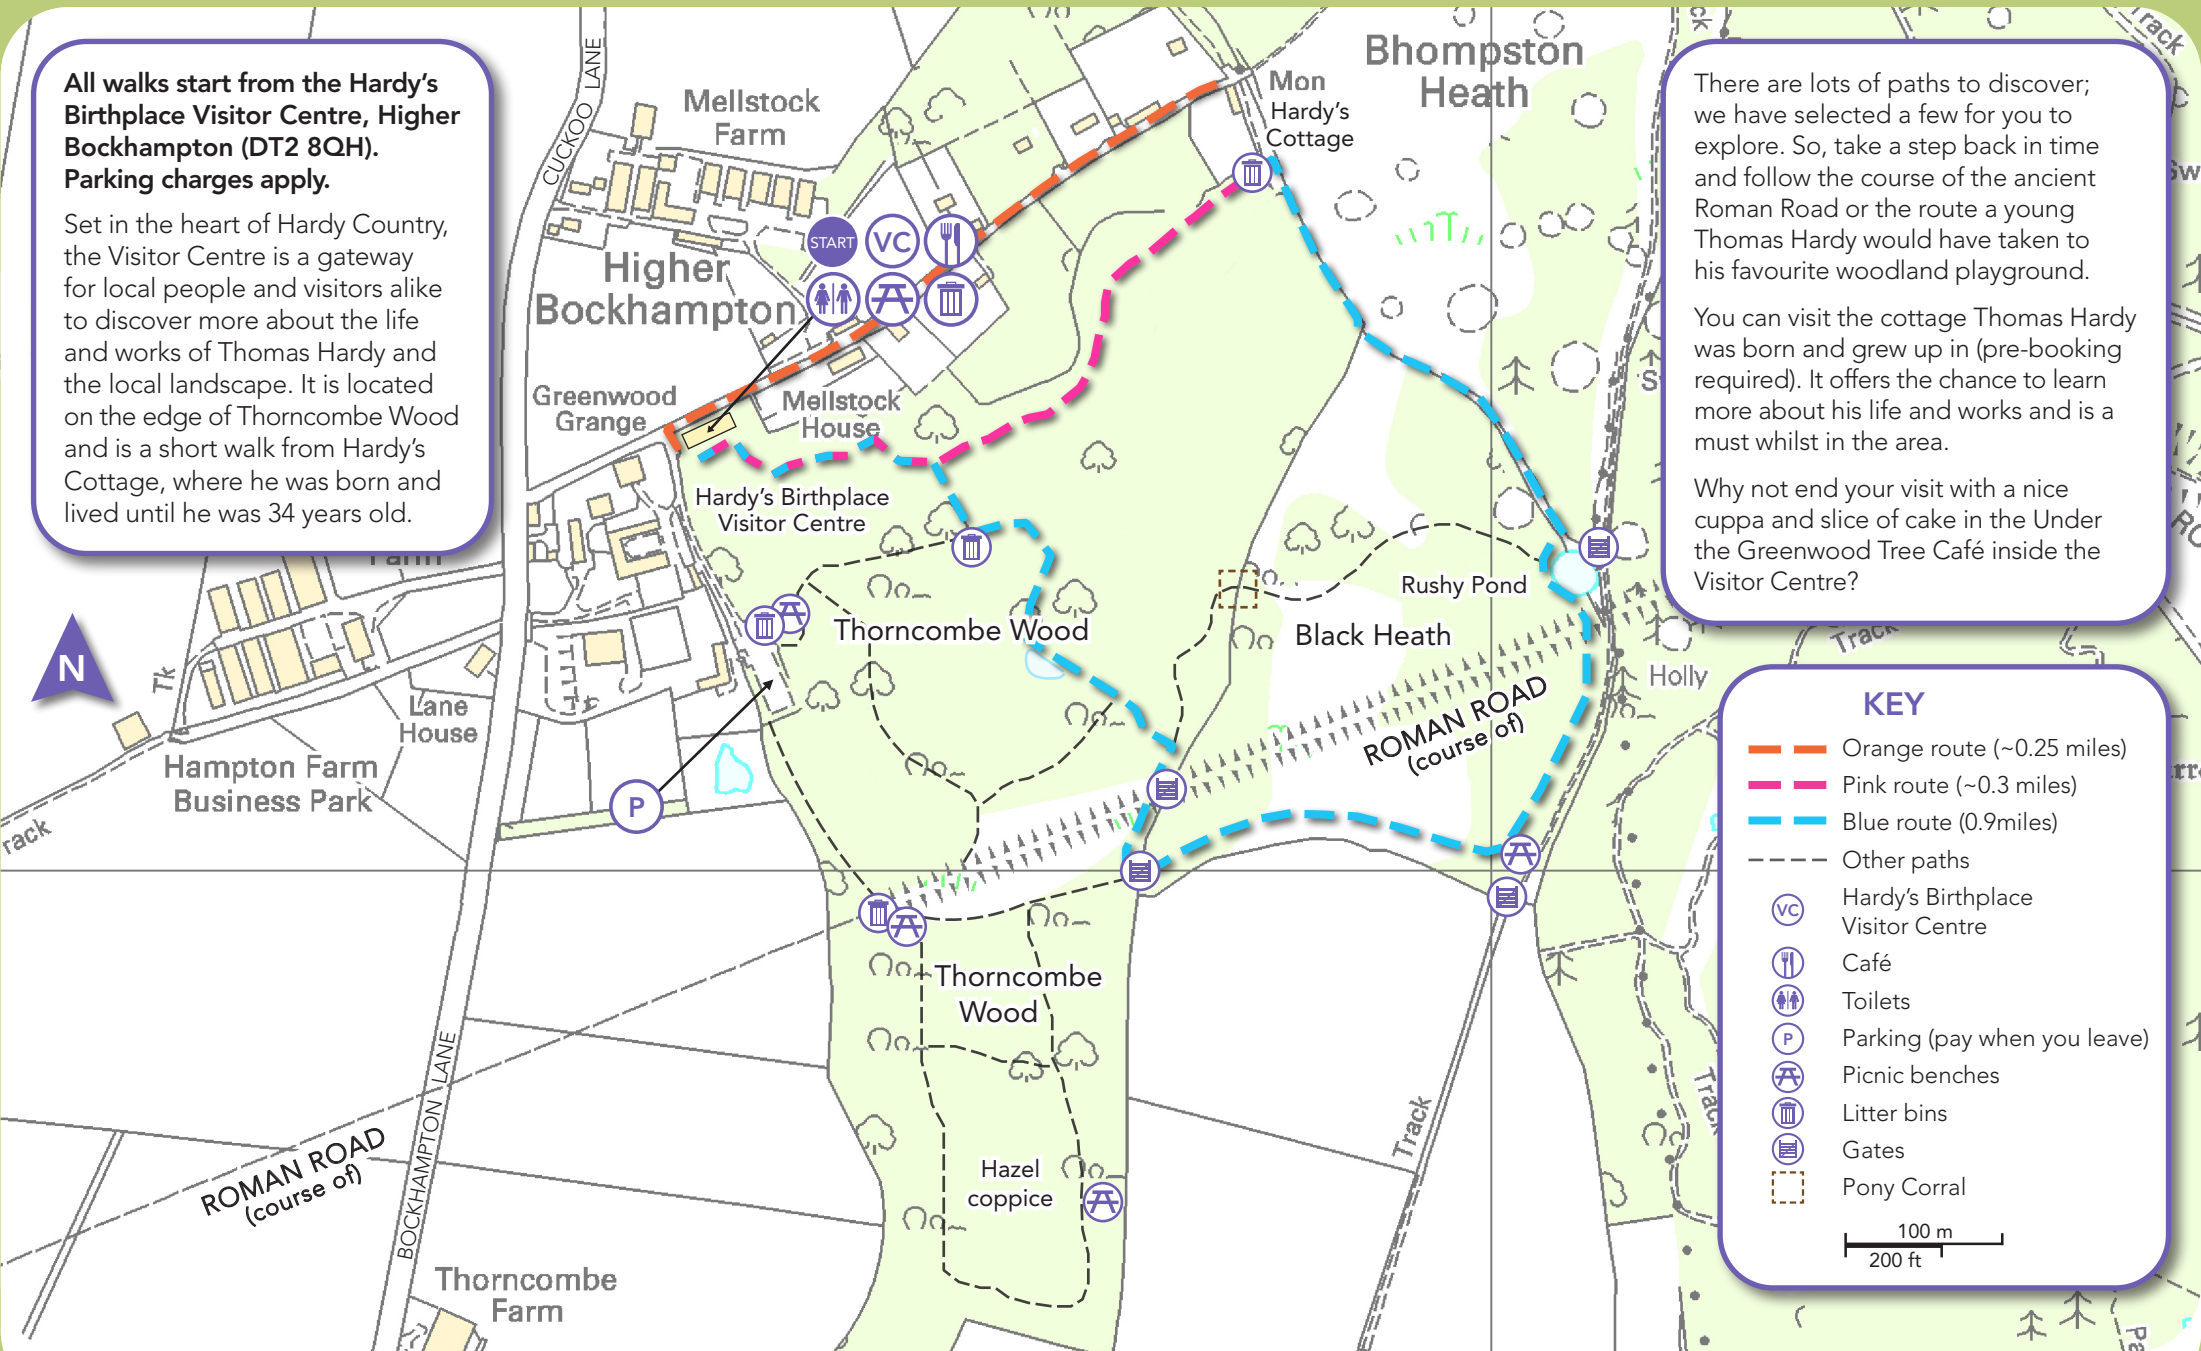 All walks start from the Hardy's
Birthplace Visitor Centre, Higher
Bockhampton (DT2 8QH).
Parking charges apply.
Set in the heart of Hardy Country,
the Visitor Centre is a gateway
for local people and visitors alike
to discover more about the life
and works of Thomas Hardy and
the local landscape. It is located
on the edge of Thorncombe Wood
and is a short walk from Hardy's
Cottage, where he was born and
lived until he was 34 years old.
There are lots of paths to discover;
we have selected a few for you to
explore. So, take a step back in time
and follow the course of the ancient
Roman Road or the route a young
Thomas Hardy would have taken to
his favourite woodland playground.
You can visit the cottage Thomas Hardy
was born and grew up in (pre-booking
required). It offers the chance to learn
more about his life and works and is a
must whilst in the area.
Why not end your visit with a nice
cuppa and slice of cake in the Under
the Greenwood Tree Café inside the
Visitor Centre?
CUCKOO LANE
Mellstock
Farm
Bhompston
Heath
Mon
Hardy's
Cottage
Track
START
VC
Higher
Bockhampton
Greenwood
Grange
Mellstock
House
Hardy's Birthplace
Visitor Centre
Farm
Rushy Pond
Thorncombe Wood
Black Heath
Track
Holly
N
Tk
Lane
House
ROMAN ROAD
(course of)
Hampton Farm
Business Park
P
rack
Thorncombe
Wood
Hazel
coppice
Track
Track
ROMAN ROAD
(course of)
BOCKHAMPTON LANE
Thorncombe
Farm
KEY
Orange route (~0.25 miles)
Pink route (~0.3 miles)
Blue route (0.9miles)
Other paths
VC
Hardy's Birthplace
Visitor Centre
Café
Toilets
P
Parking (pay when you leave)
Picnic benches
Litter bins
Gates
Pony Corral
100 m
200 ft